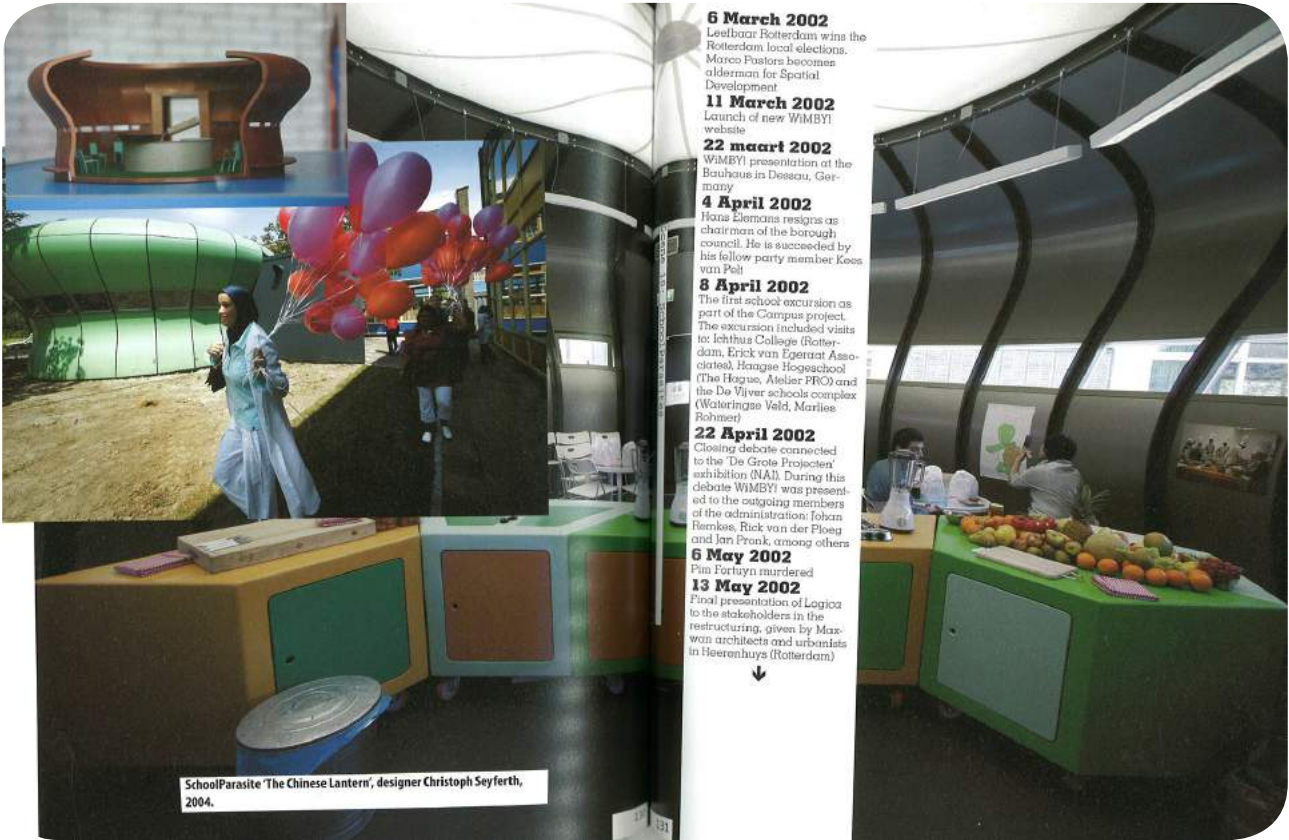 6 March 2002
Leefbaar Rotterdam wins the
Rotterdam local elections.
Marco Pastors becomes
alderman for Spatial
Development
11 March 2002
Launch of new WiMBY!
website
22 maart 2002
WiMBY! presentation at the
Bauhaus in Dessau, Ger-
many
4 April 2002
Hans Elemans resigns as
chairman of the borough
council. He is succeeded by
his fellow party member Kees
van Pelt
8 April 2002
The first school excursion as
part of the Campus project.
The excursion included visits
to: Ichthus College (Rotter-
dam, Erick van Egeraat Asso-
ciates), Haagse Hogeschool
(The Hague, Atelier PRO) and
the De Vijver schools complex
(Wateringse Veld, Marlies
Rohmer)
22 April 2002
Closing debate connected
to the 'De Grote Projecten'
exhibition (NAI). During this
debate WiMBY! was present-
ed to the outgoing members
of the administration: Johan
Remkes, Rick van der Ploeg
and Jan Pronk, among others
6 May 2002
Pim Fortuyn murdered
13 May 2002
Final presentation of Logica
to the stakeholders in the
restructuring, given by Max-
wan architects and urbanists
in Heerenhuys (Rotterdam)
SchoolParasite 'The Chinese Lantern', designer Christoph Seyferth,
2004.
131